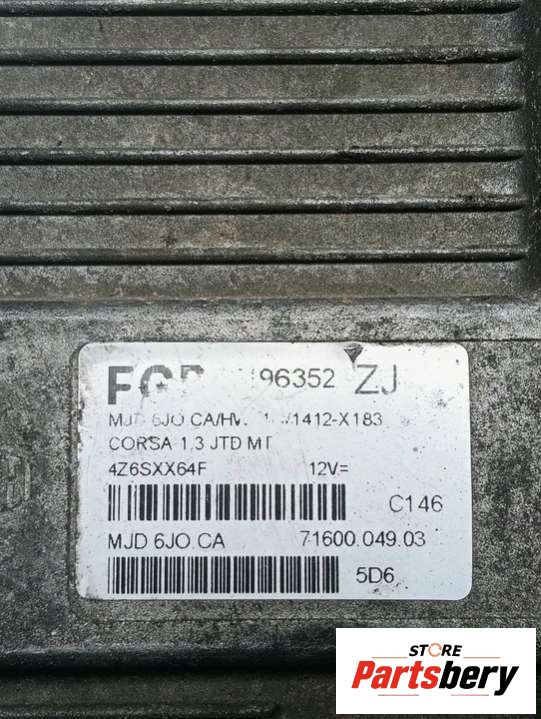 96352 ZJ
MJD 6JO.CA/HW 1412-X183
CORSA 1.3 JTD MT
4Z6SXX64F 12V=
C146
MJD 6JO.CA 71600.049.03
5D6
STORE
Partsbery